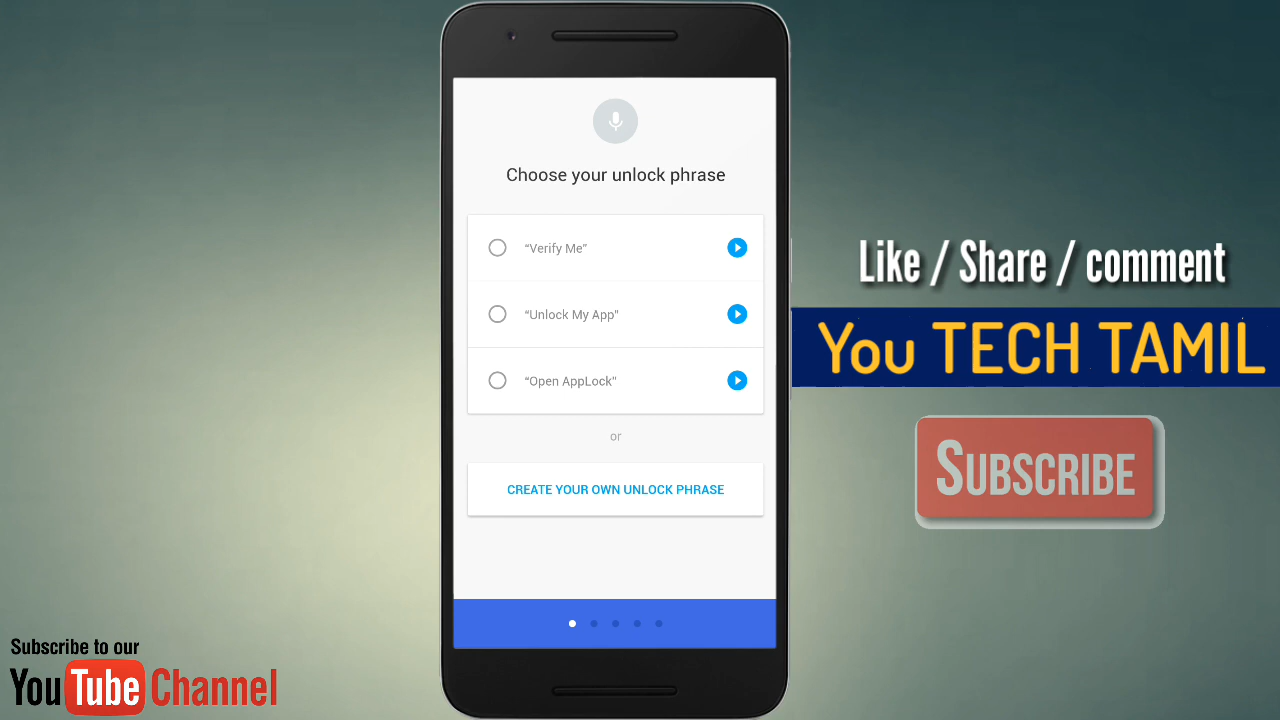 Choose your unlock phrase
“Verify Me”
“Unlock My App”
“Open AppLock”
or
CREATE YOUR OWN UNLOCK PHRASE
Like / Share / comment
You TECH TAMIL
SUBSCRIBE
Subscribe to our
YouTube Channel